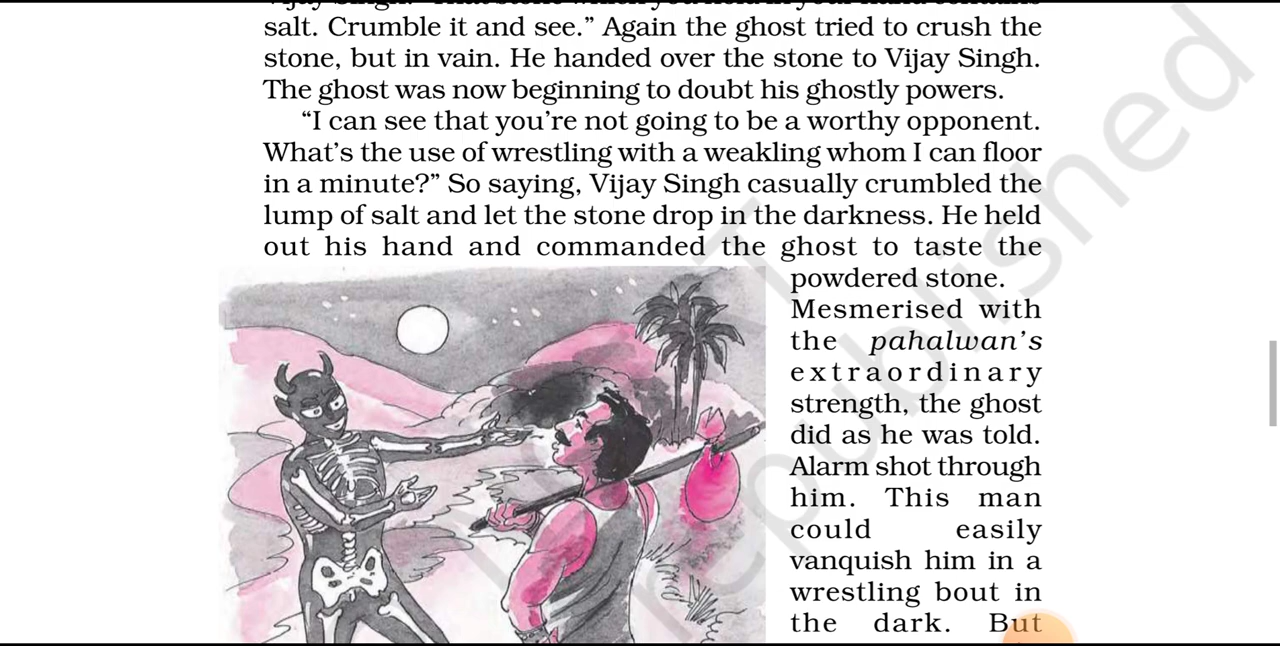 salt. Crumble it and see.” Again the ghost tried to crush the
stone, but in vain. He handed over the stone to Vijay Singh.
The ghost was now beginning to doubt his ghostly powers.
“I can see that you’re not going to be a worthy opponent.
What’s the use of wrestling with a weakling whom I can floor
in a minute?” So saying, Vijay Singh casually crumbled the
lump of salt and let the stone drop in the darkness. He held
out his hand and commanded the ghost to taste the
powdered stone.
Mesmerised with
the pahalwan’s
extraordinary
strength, the ghost
did as he was told.
Alarm shot through
him. This man
could easily
vanquish him in a
wrestling bout in
the dark. But
republished